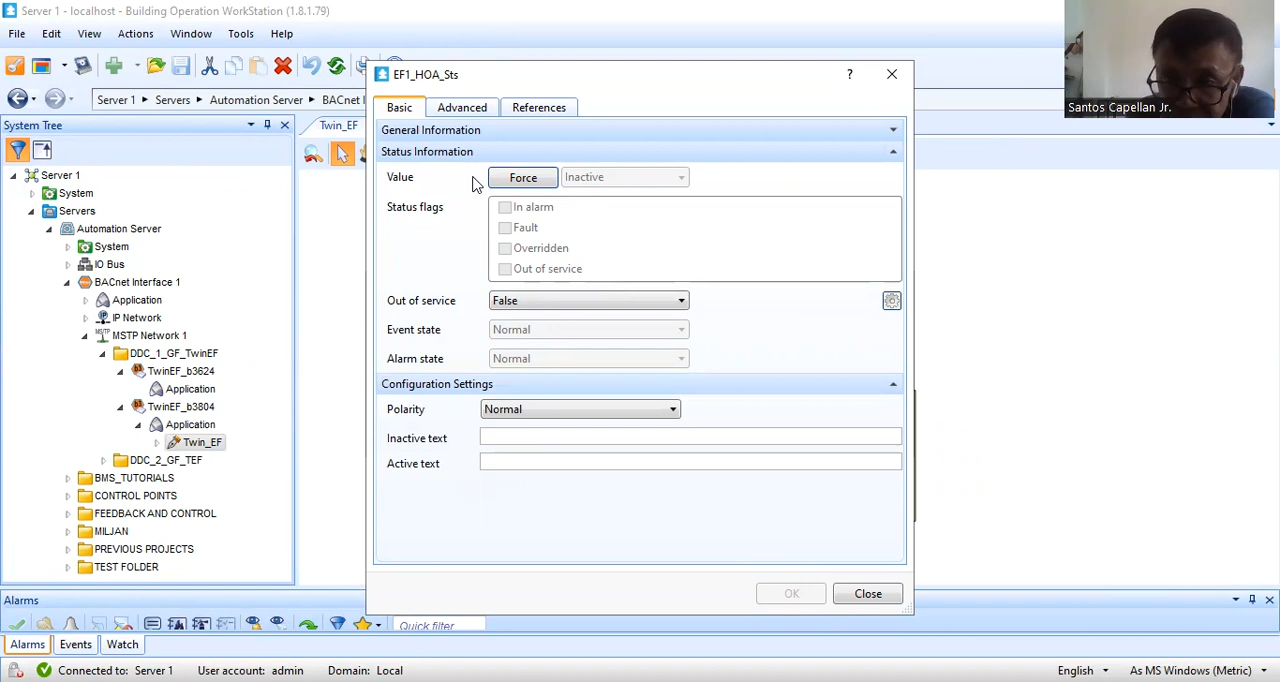 Server 1 - localhost - Building Operation WorkStation (1.8.1.79)
File Edit View Actions Window Tools Help
Server 1 Servers Automation Server BACn
System Tree
Server 1
System
Servers
Automation Server
System
IO Bus
BACnet Interface 1
Application
IP Network
MSTP Network 1
DDC_1_GF_TwinEF
TwinEF_b3624
Application
TwinEF_b3804
Application
Twin_EF
DDC_2_GF_TEF
BMS_TUTORIALS
CONTROL POINTS
FEEDBACK AND CONTROL
MILJAN
PREVIOUS PROJECTS
TEST FOLDER
Twin_EF
EF1_HOA_Sts
?
Basic Advanced References
General Information
Status Information
Value Force Inactive
Status flags In alarm
Fault
Overridden
Out of service
Out of service False
Event state Normal
Alarm state Normal
Configuration Settings
Polarity Normal
Inactive text
Active text
OK Close
Santos Capellan Jr.
Alarms
Quick filter
Alarms Events Watch
Connected to: Server 1 User account: admin Domain: Local English As MS Windows (Metric)